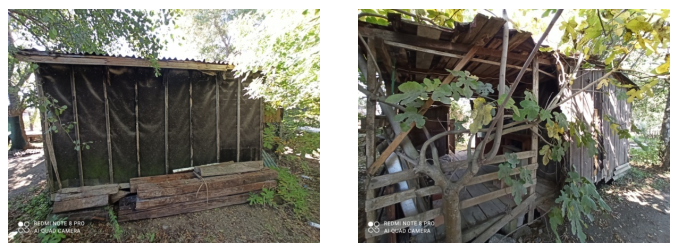 REDMI NOTE 8 PRO
AI QUAD CAMERA
REDMI NOTE 8 PRO
AI QUAD CAMERA